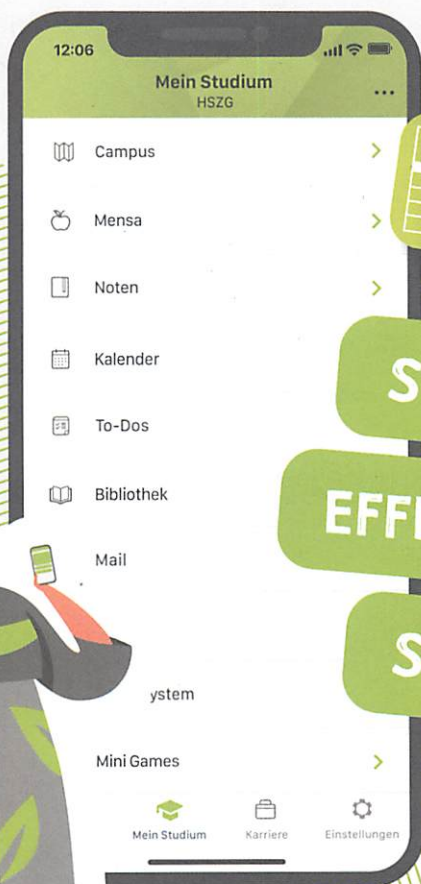 12:06
Mein Studium
HSZG
Campus
Mensa
Noten
Kalender
To-Dos
Bibliothek
Mail
ystem
Mini Games
Mein Studium Karriere Einstellungen